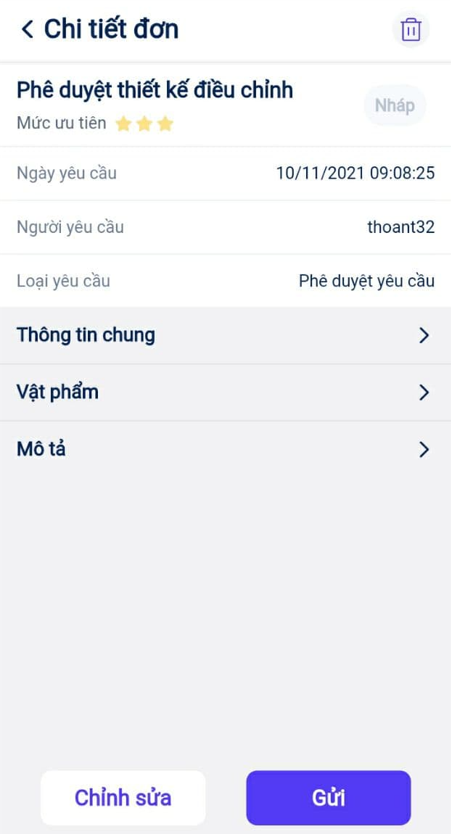 Chi tiết đơn
Phê duyệt thiết kế điều chỉnh
Nháp
Mức ưu tiên
Ngày yêu cầu 10/11/2021 09:08:25
Người yêu cầu thoant32
Loại yêu cầu Phê duyệt yêu cầu
Thông tin chung
Vật phẩm
Mô tả
Chỉnh sửa Gửi